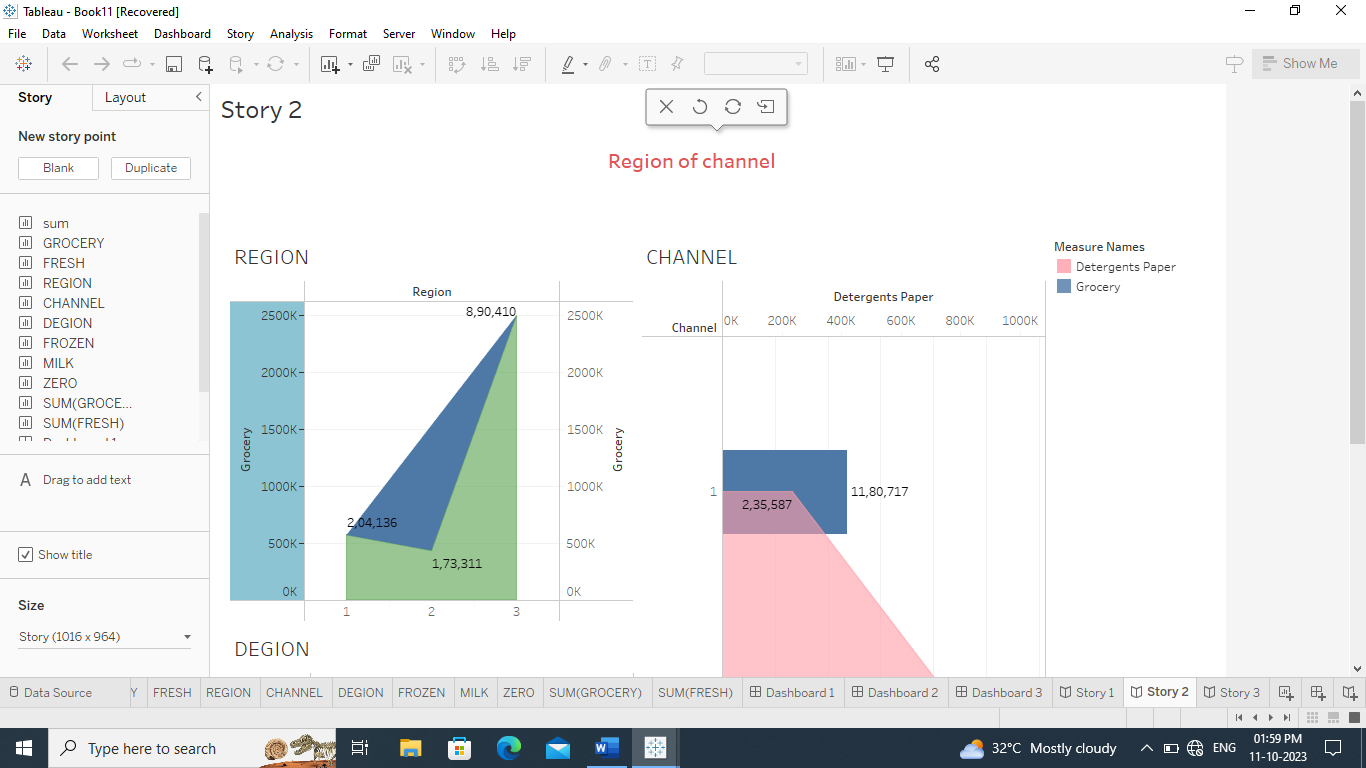 Tableau - Book11 [Recovered]
File Data Worksheet Dashboard Story Analysis Format Server Window Help
Show Me
Story Layout
New story point
Blank Duplicate
sum
GROCERY
FRESH
REGION
CHANNEL
DEGION
FROZEN
MILK
ZERO
SUM(GROCE...
SUM(FRESH)
A Drag to add text
Show title
Size
Story (1016 x 964)
Story 2
Region of channel
REGION
Region
8,90,410
2500K 2500K
2000K 2000K
1500K 1500K
Grocery Grocery
1000K 1000K
2,04,136
500K 500K
1,73,311
0K 0K
1 2 3
DEGION
CHANNEL
Detergents Paper
Channel
0K 200K 400K 600K 800K 1000K
1 11,80,717
2,35,587
Measure Names
Detergents Paper
Grocery
Data Source Y FRESH REGION CHANNEL DEGION FROZEN MILK ZERO SUM(GROCERY) SUM(FRESH) Dashboard 1 Dashboard 2 Dashboard 3 Story 1 Story 2 Story 3
Type here to search
32°C Mostly cloudy
ENG
01:59 PM
11-10-2023